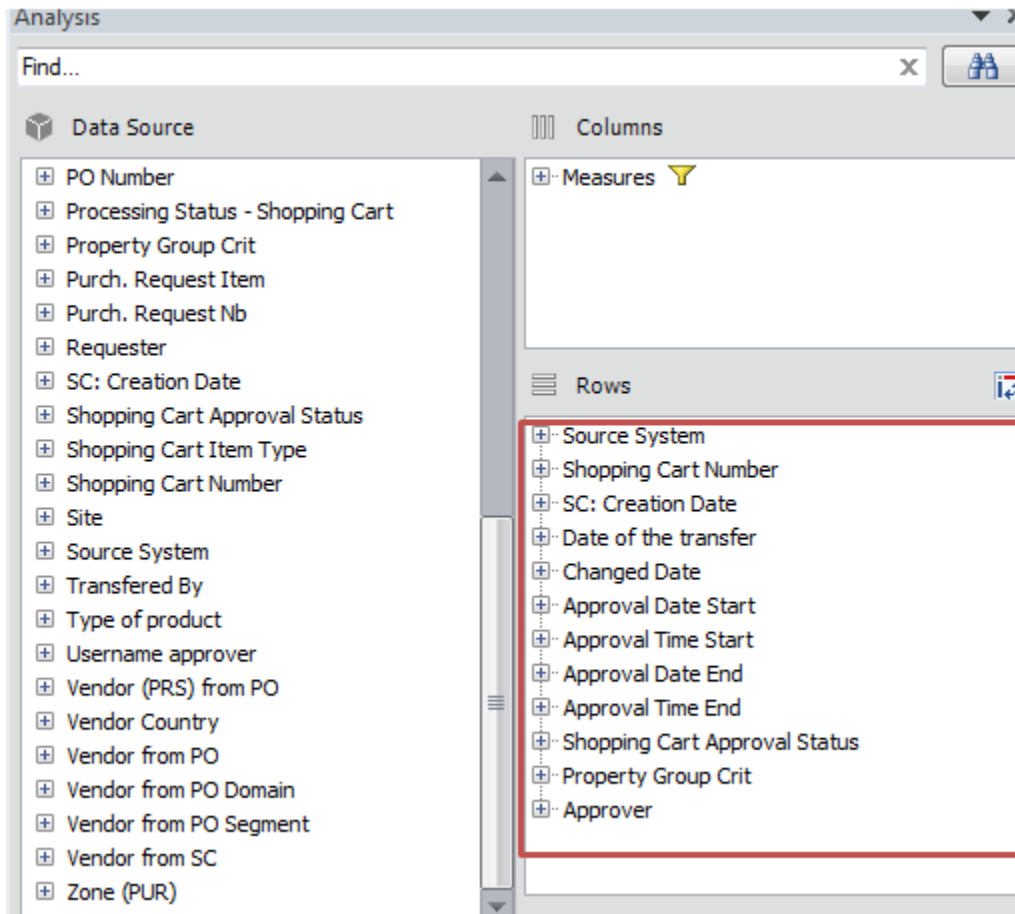 Analysis
Find...
Data Source
PO Number
Processing Status - Shopping Cart
Property Group Crit
Purch. Request Item
Purch. Request Nb
Requester
SC: Creation Date
Shopping Cart Approval Status
Shopping Cart Item Type
Shopping Cart Number
Site
Source System
Transfered By
Type of product
Username approver
Vendor (PRS) from PO
Vendor Country
Vendor from PO
Vendor from PO Domain
Vendor from PO Segment
Vendor from SC
Zone (PUR)
Columns
Measures
Rows
Source System
Shopping Cart Number
SC: Creation Date
Date of the transfer
Changed Date
Approval Date Start
Approval Time Start
Approval Date End
Approval Time End
Shopping Cart Approval Status
Property Group Crit
Approver